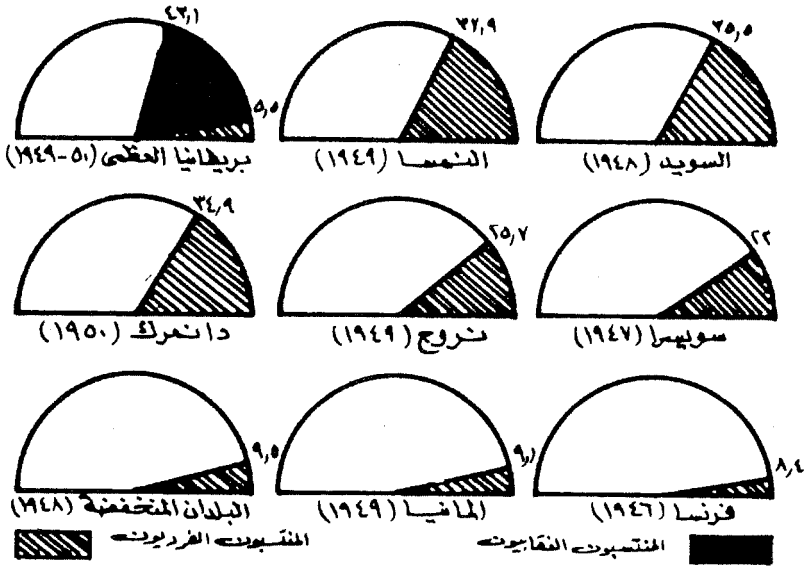 ٣٥,٥ ٣٢,٩ ٤٣,١
٥,٥
السويد (١٩٤٨) النمسا (١٩٤٩) بريطانيا العظمى (١٩٤٩-٥١)
٢٢ ٢٥,٧ ٣٤,٩
سويسرا (١٩٤٧) نروج (١٩٤٩) دانمرك (١٩٥٠)
٨,٤ ٩,١ ٩,٥
فرنسا (١٩٤٦) المانيا (١٩٤٩) البلدان المنخفضة (١٩٤٨)
المنتسبون النقابيون المنتسبون الفرديون